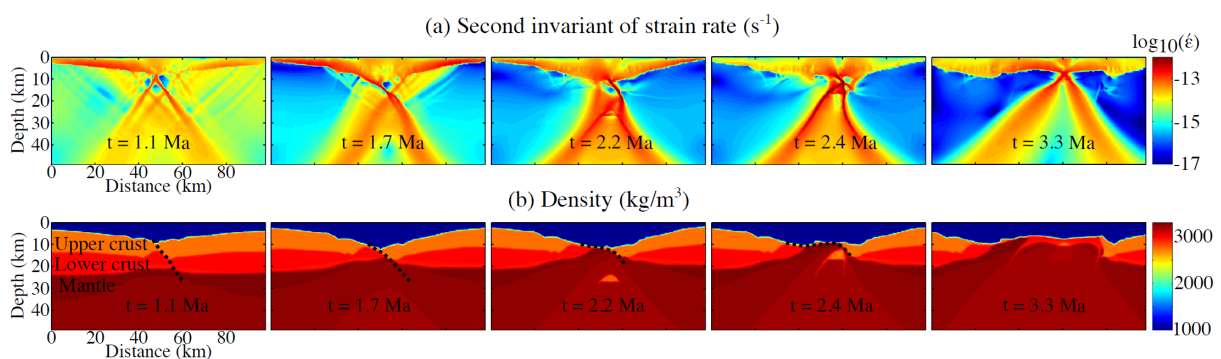 (a) Second invariant of strain rate (s⁻¹)
log10(ἐ)
Depth (km)
0
10
20
30
40
t = 1.1 Ma
t = 1.7 Ma
t = 2.2 Ma
t = 2.4 Ma
t = 3.3 Ma
-13
-15
-17
0 20 40 60 80
Distance (km)
(b) Density (kg/m³)
Depth (km)
0
10
20
30
40
Upper crust
Lower crust
Mantle
t = 1.1 Ma
t = 1.7 Ma
t = 2.2 Ma
t = 2.4 Ma
t = 3.3 Ma
3000
2000
1000
0 20 40 60 80
Distance (km)